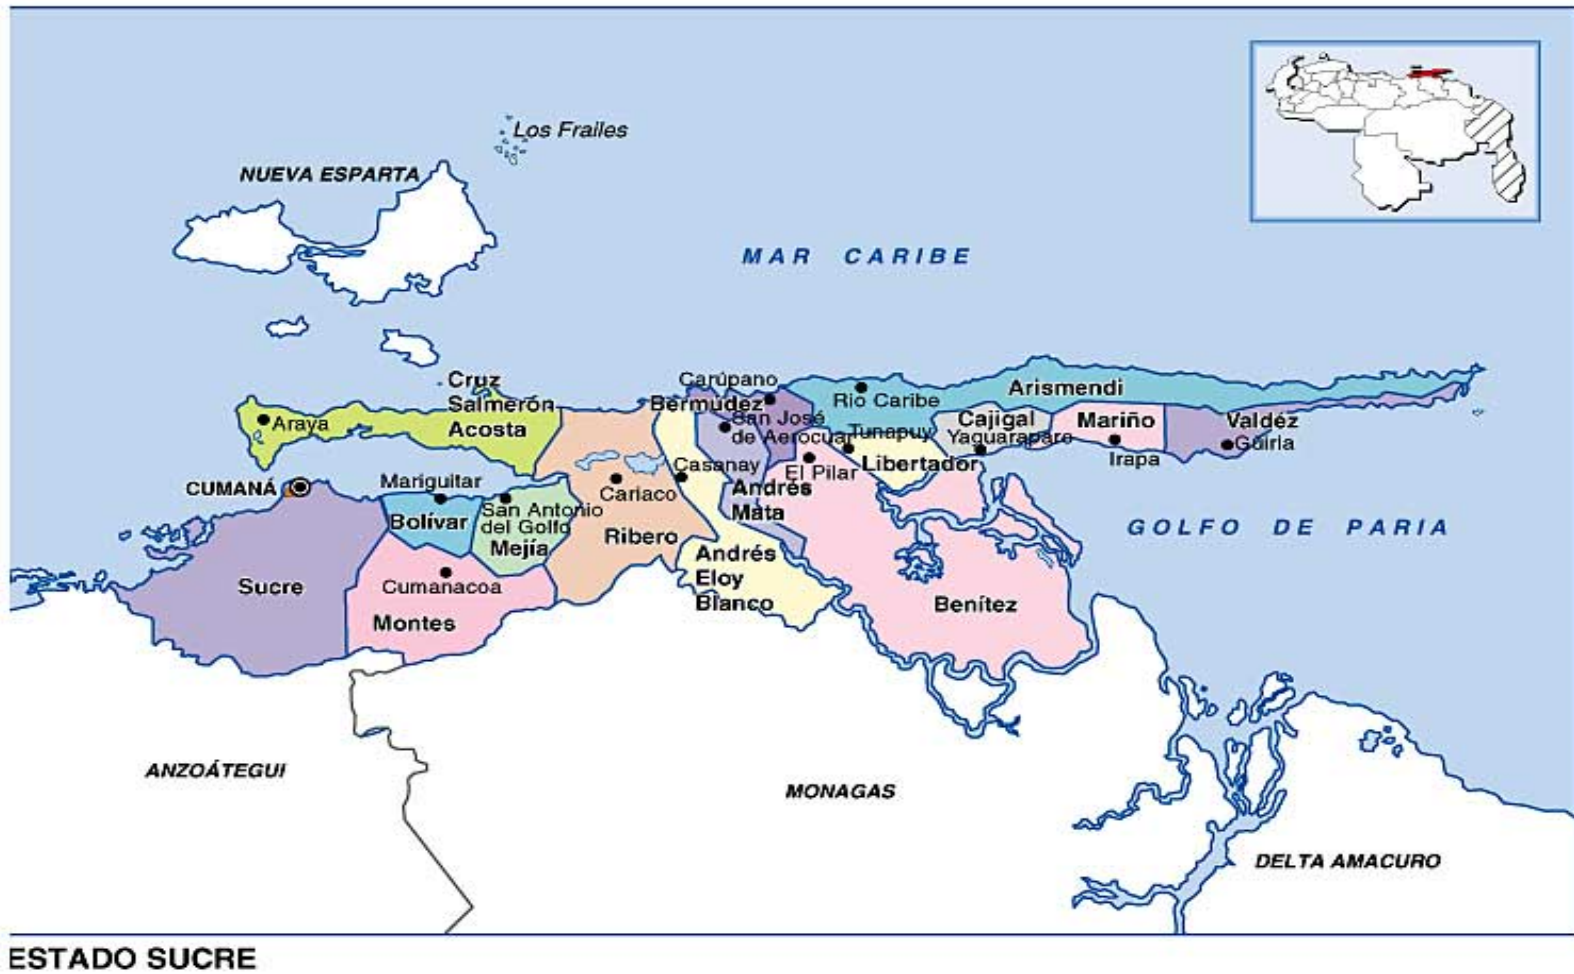 Los Frailes
NUEVA ESPARTA
MAR CARIBE
Cruz
Salmerón
Acosta
Araya
Carúpano
Bermúdez
San José
de Aerocuar
Río Caribe
Arismendi
Tunapuy
Cajigal
Yaguaraparo
Mariño
Irapa
Valdéz
Güiria
Libertador
El Pilar
CUMANÁ
Mariguitar
Bolívar
San Antonio
del Golfo
Mejía
Cariaco
Ribero
Casanay
Andrés
Mata
GOLFO DE PARIA
Sucre
Cumanacoa
Montes
Andrés
Eloy
Blanco
Benítez
ANZOÁTEGUI
MONAGAS
DELTA AMACURO
ESTADO SUCRE